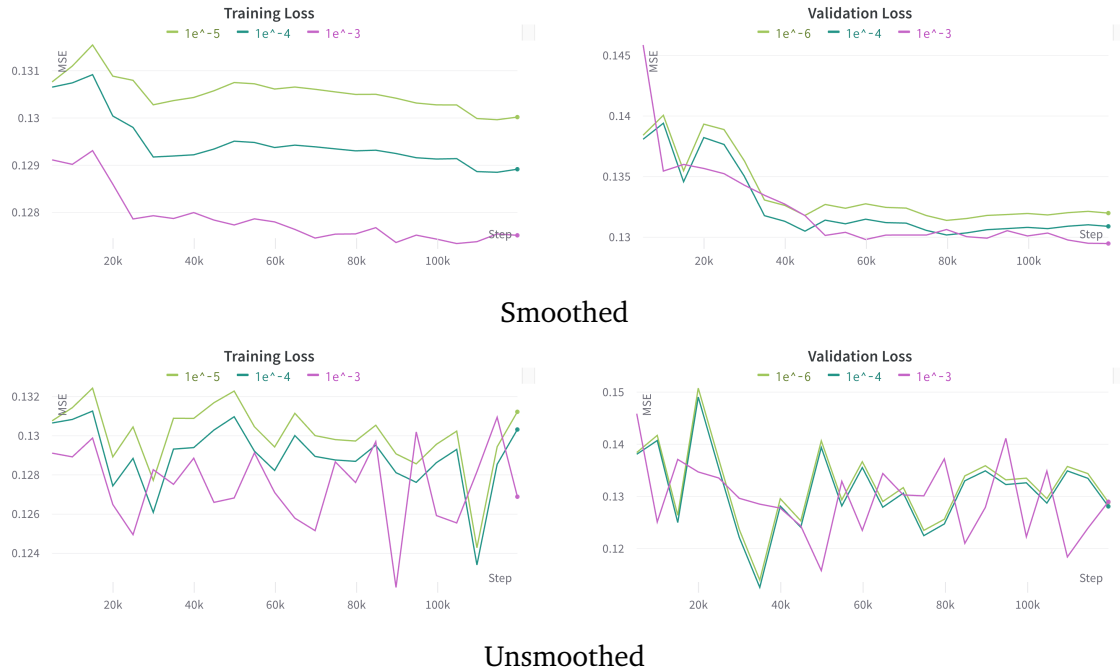 Training Loss
1e^-5 1e^-4 1e^-3
MSE
0.131
0.13
0.129
0.128
Step
20k 40k 60k 80k 100k
Validation Loss
1e^-6 1e^-4 1e^-3
MSE
0.145
0.14
0.135
0.13
Step
20k 40k 60k 80k 100k
Smoothed
Training Loss
1e^-5 1e^-4 1e^-3
MSE
0.132
0.13
0.128
0.126
0.124
Step
20k 40k 60k 80k 100k
Validation Loss
1e^-6 1e^-4 1e^-3
MSE
0.15
0.14
0.13
0.12
Step
20k 40k 60k 80k 100k
Unsmoothed